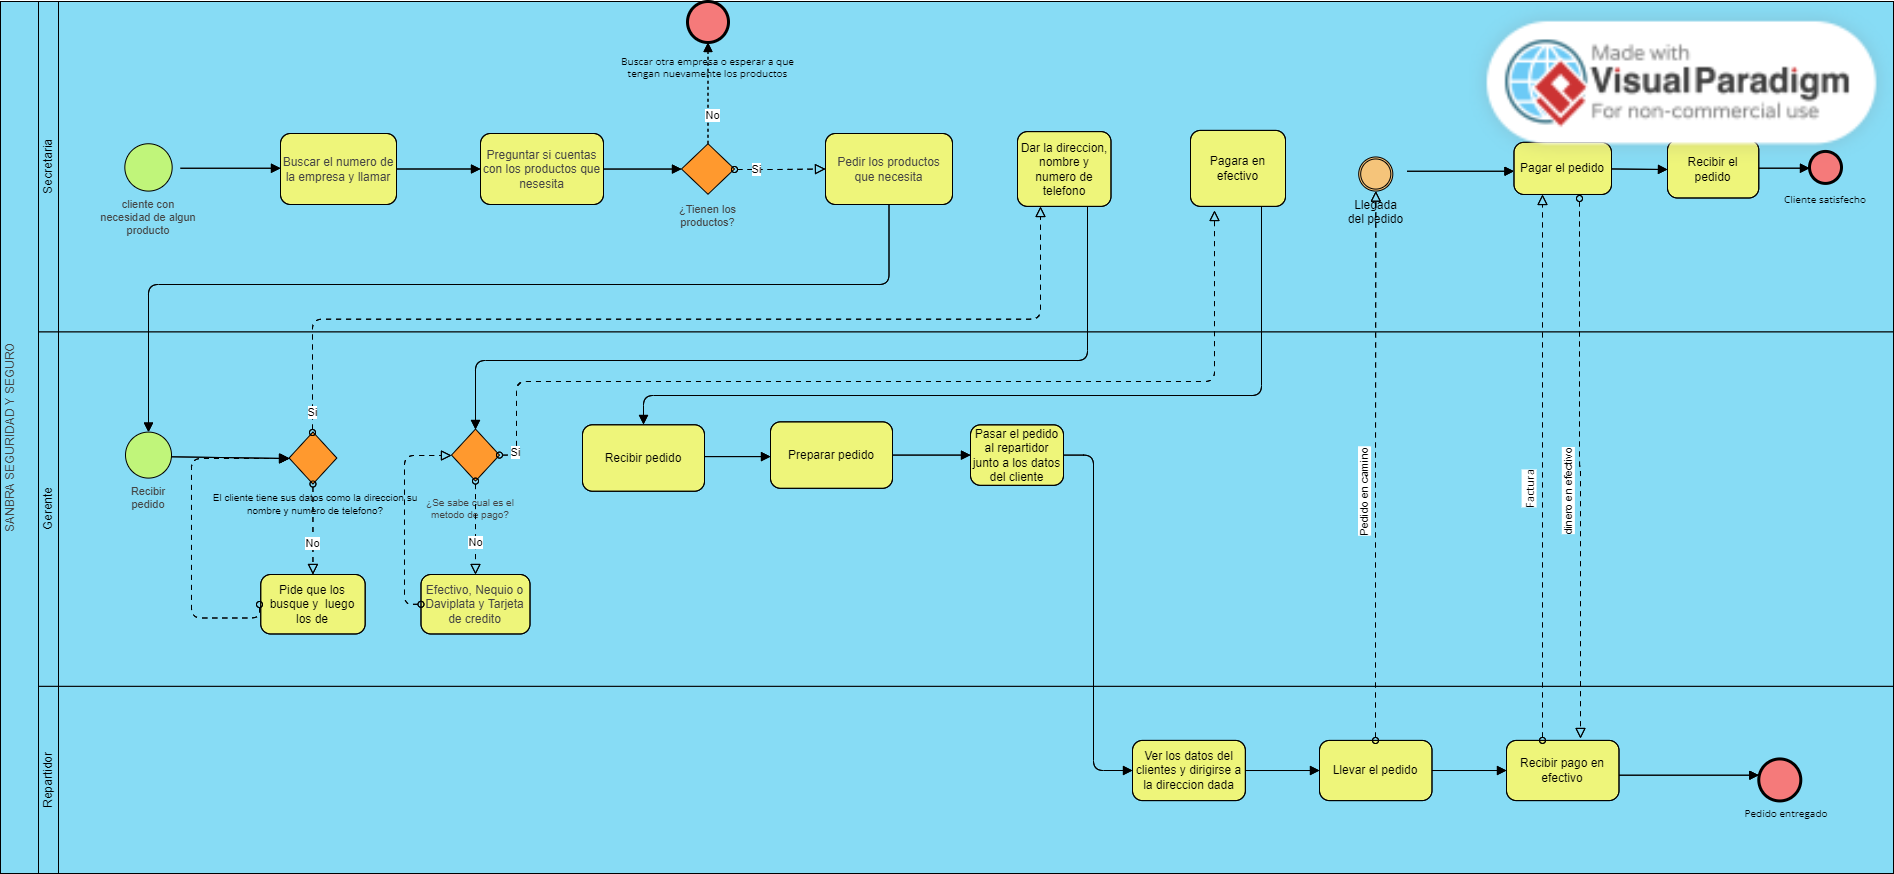 Made with
Visual Paradigm
For non-commercial use
SANBRA SEGURIDAD Y SEGURO
Secretaria
cliente con
necesidad de algun
producto
Buscar el numero de
la empresa y llamar
Preguntar si cuentas
con los productos que
nesesita
¿Tienen los
productos?
No
Buscar otra empresa o esperar a que
tengan nuevamente los productos
Si
Pedir los productos
que necesita
Dar la direccion,
nombre y
numero de
telefono
Pagara en
efectivo
Llegada
del pedido
Pagar el pedido
Recibir el
pedido
Cliente satisfecho
Gerente
Recibir
pedido
Si
El cliente tiene sus datos como la direccion,su
nombre y numero de telefono?
No
Pide que los
busque y luego
los de
Si
¿Se sabe cual es el
metodo de pago?
No
Efectivo, Nequio o
Daviplata y Tarjeta
de credito
Recibir pedido
Preparar pedido
Pasar el pedido
al repartidor
junto a los datos
del cliente
Pedido en camino
Factura
dinero en efectivo
Repartidor
Ver los datos del
clientes y dirigirse a
la direccion dada
Llevar el pedido
Recibir pago en
efectivo
Pedido entregado